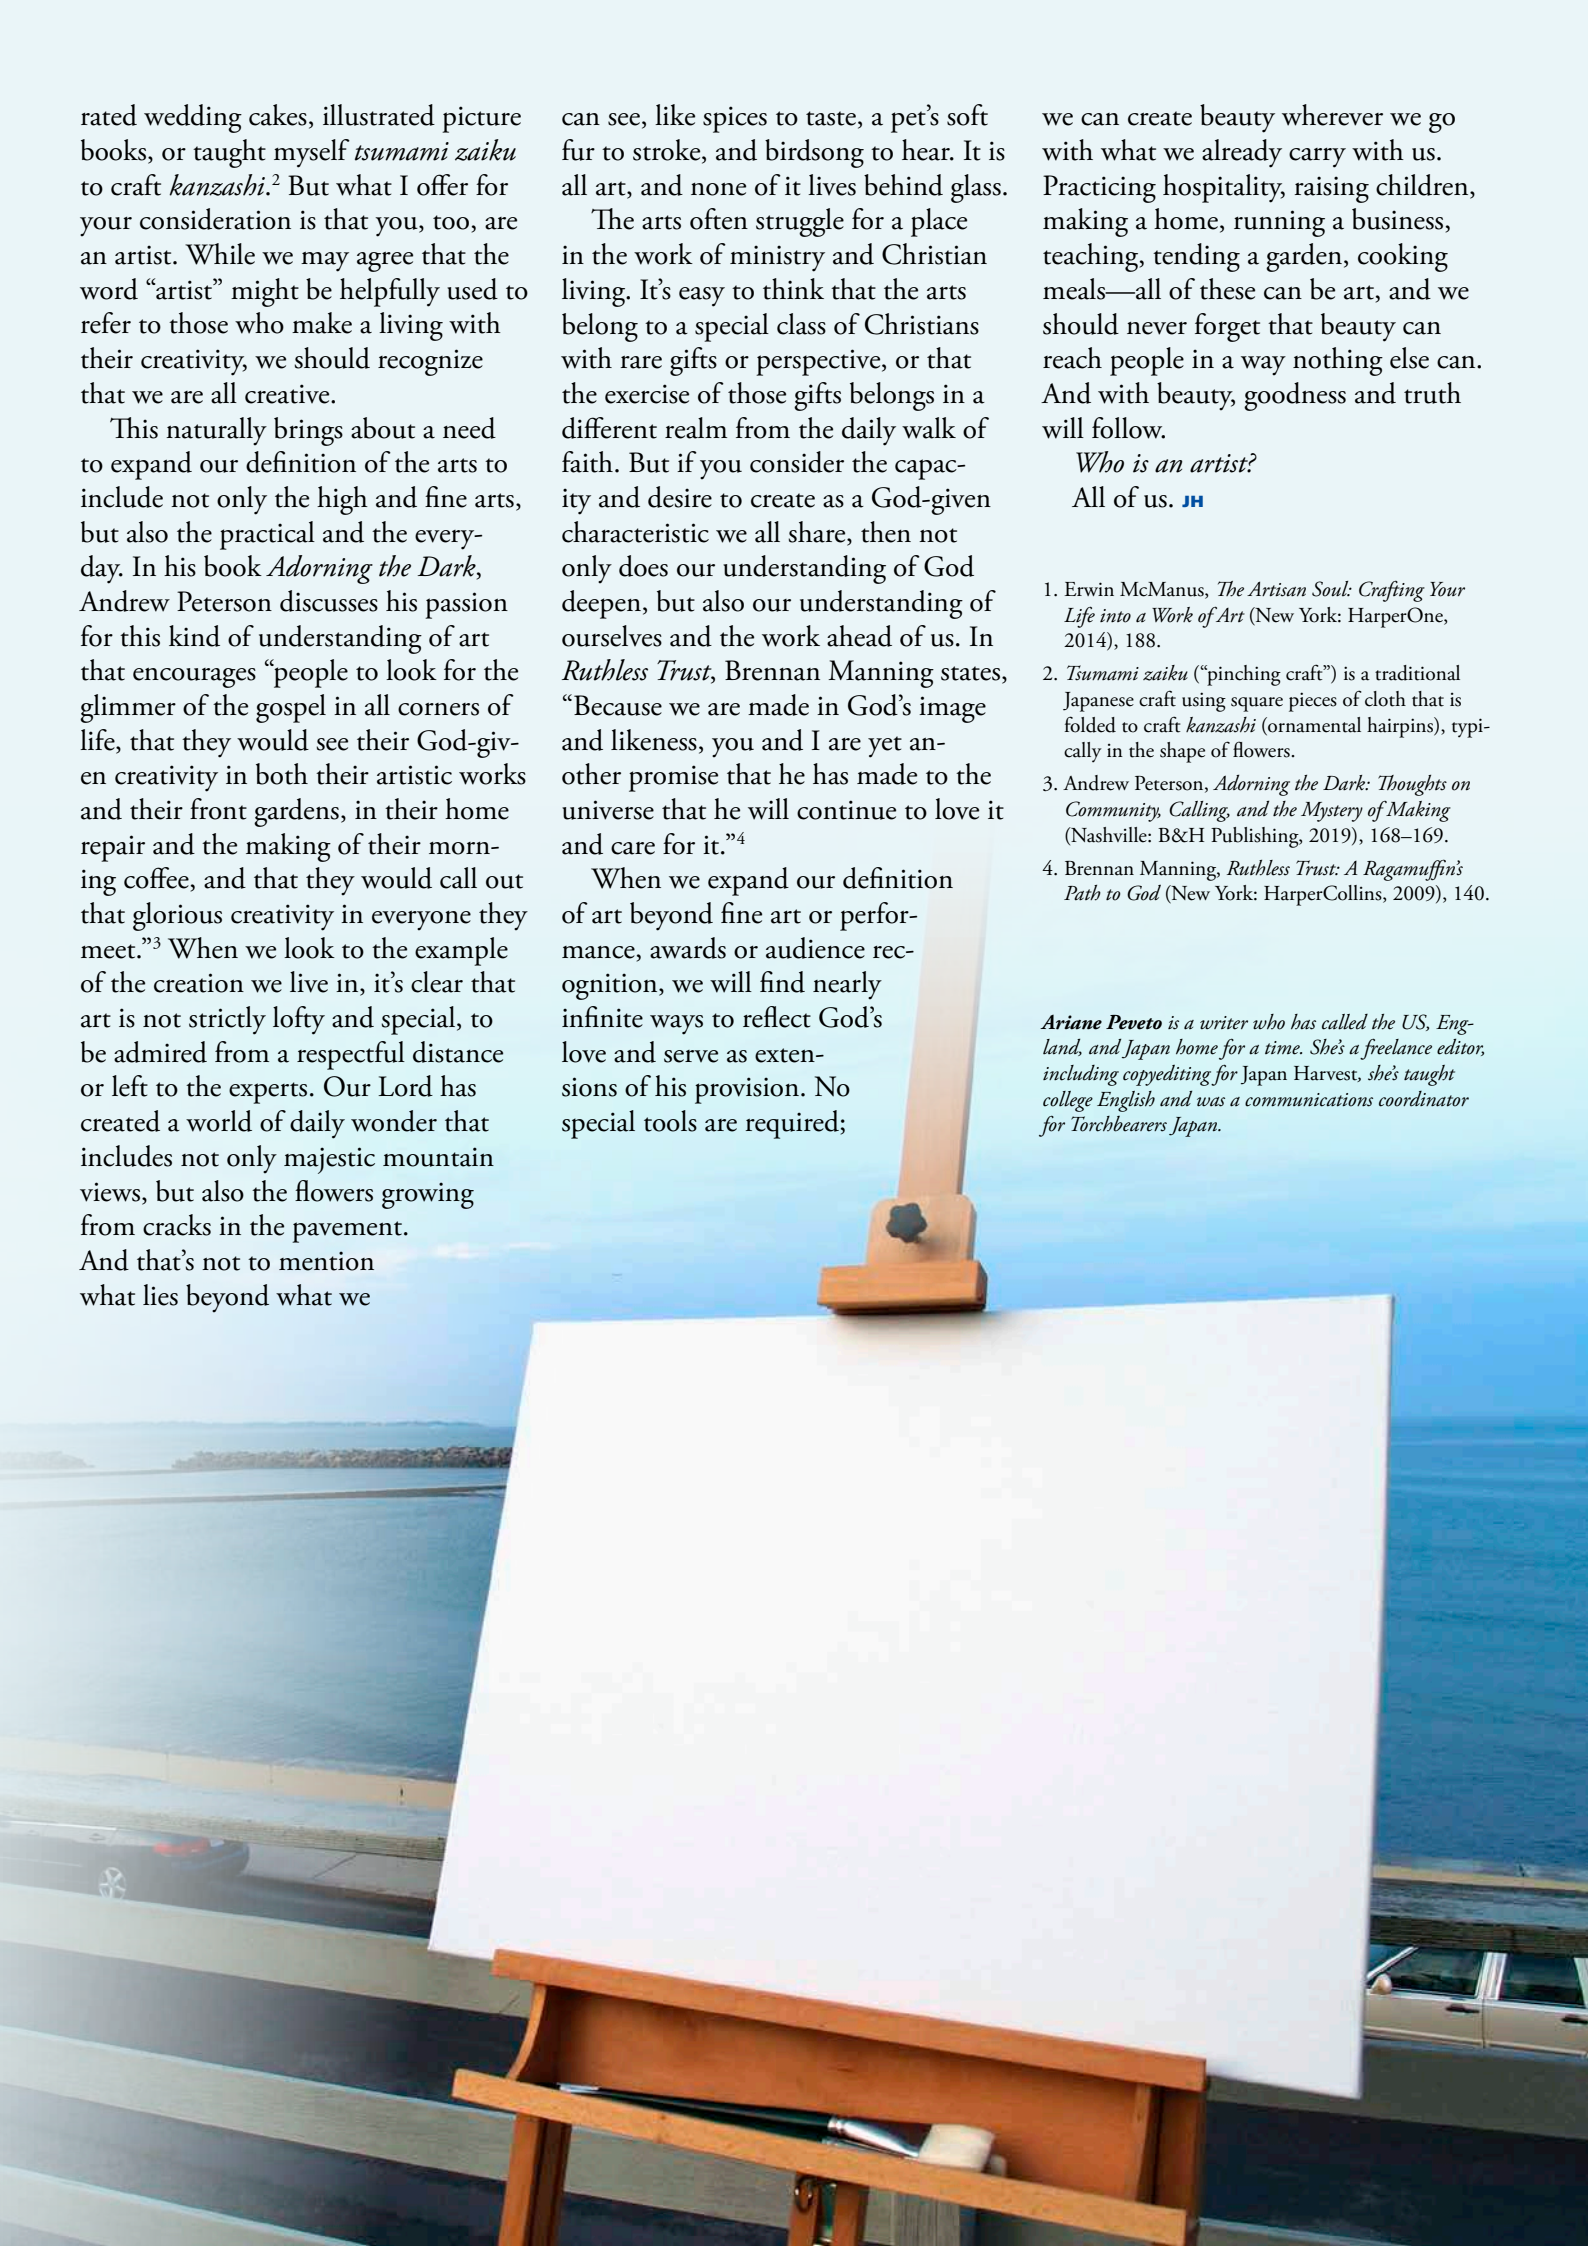 rated wedding cakes, illustrated picture
books, or taught myself tsumami zaiku
to craft kanzashi.2 But what I offer for
your consideration is that you, too, are
an artist. While we may agree that the
word “artist” might be helpfully used to
refer to those who make a living with
their creativity, we should recognize
that we are all creative.
This naturally brings about a need
to expand our definition of the arts to
include not only the high and fine arts,
but also the practical and the every-
day. In his book Adorning the Dark,
Andrew Peterson discusses his passion
for this kind of understanding of art
that encourages “people to look for the
glimmer of the gospel in all corners of
life, that they would see their God-giv-
en creativity in both their artistic works
and their front gardens, in their home
repair and the making of their morn-
ing coffee, and that they would call out
that glorious creativity in everyone they
meet.”3 When we look to the example
of the creation we live in, it’s clear that
art is not strictly lofty and special, to
be admired from a respectful distance
or left to the experts. Our Lord has
created a world of daily wonder that
includes not only majestic mountain
views, but also the flowers growing
from cracks in the pavement.
And that’s not to mention
what lies beyond what we
can see, like spices to taste, a pet’s soft
fur to stroke, and birdsong to hear. It is
all art, and none of it lives behind glass.
The arts often struggle for a place
in the work of ministry and Christian
living. It’s easy to think that the arts
belong to a special class of Christians
with rare gifts or perspective, or that
the exercise of those gifts belongs in a
different realm from the daily walk of
faith. But if you consider the capac-
ity and desire to create as a God-given
characteristic we all share, then not
only does our understanding of God
deepen, but also our understanding of
ourselves and the work ahead of us. In
Ruthless Trust, Brennan Manning states,
“Because we are made in God’s image
and likeness, you and I are yet an-
other promise that he has made to the
universe that he will continue to love it
and care for it.”4
When we expand our definition
of art beyond fine art or perfor-
mance, awards or audience rec-
ognition, we will find nearly
infinite ways to reflect God’s
love and serve as exten-
sions of his provision. No
special tools are required;
we can create beauty wherever we go
with what we already carry with us.
Practicing hospitality, raising children,
making a home, running a business,
teaching, tending a garden, cooking
meals—all of these can be art, and we
should never forget that beauty can
reach people in a way nothing else can.
And with beauty, goodness and truth
will follow.
Who is an artist?
All of us. JH
1. Erwin McManus, The Artisan Soul: Crafting Your
Life into a Work of Art (New York: HarperOne,
2014), 188.
2. Tsumami zaiku (“pinching craft”) is a traditional
Japanese craft using square pieces of cloth that is
folded to craft kanzashi (ornamental hairpins), typi-
cally in the shape of flowers.
3. Andrew Peterson, Adorning the Dark: Thoughts on
Community, Calling, and the Mystery of Making
(Nashville: B&H Publishing, 2019), 168–169.
4. Brennan Manning, Ruthless Trust: A Ragamuffin’s
Path to God (New York: HarperCollins, 2009), 140.
Ariane Peveto is a writer who has called the US, Eng-
land, and Japan home for a time. She’s a freelance editor,
including copyediting for Japan Harvest, she’s taught
college English and was a communications coordinator
for Torchbearers Japan.